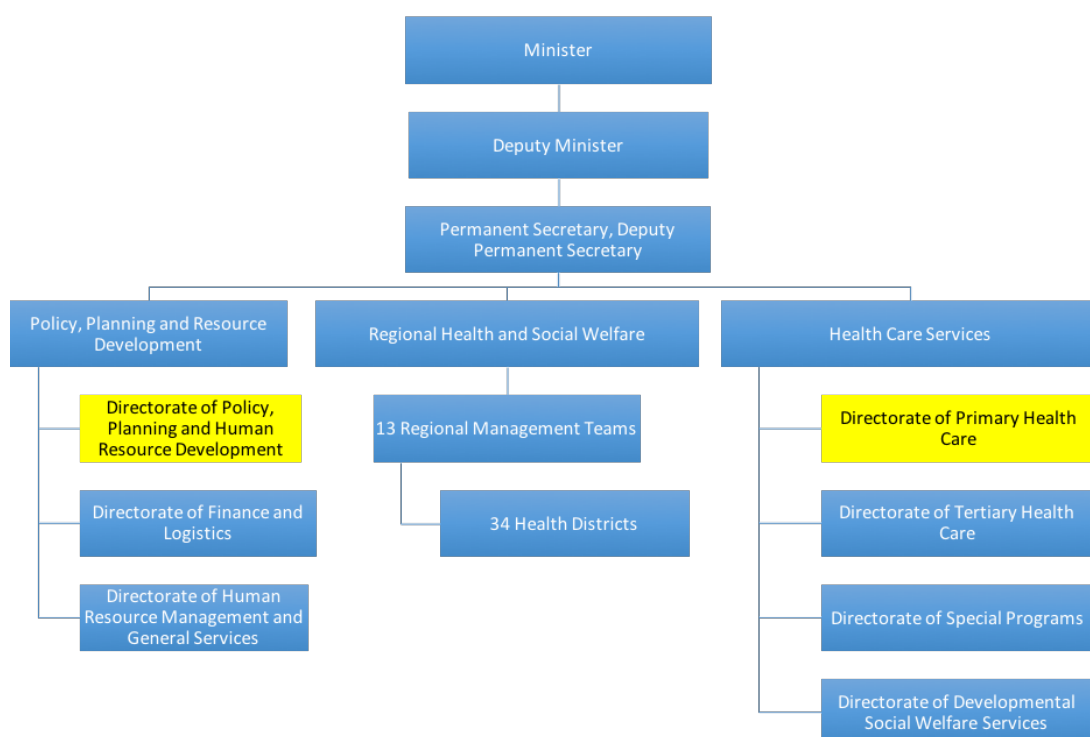 Minister
Deputy Minister
Permanent Secretary, Deputy
Permanent Secretary
Policy, Planning and Resource
Development
Regional Health and Social Welfare
Health Care Services
Directorate of Policy,
Planning and Human
Resource Development
Directorate of Finance and
Logistics
Directorate of Human
Resource Management and
General Services
13 Regional Management Teams
34 Health Districts
Directorate of Primary Health
Care
Directorate of Tertiary Health
Care
Directorate of Special Programs
Directorate of Developmental
Social Welfare Services